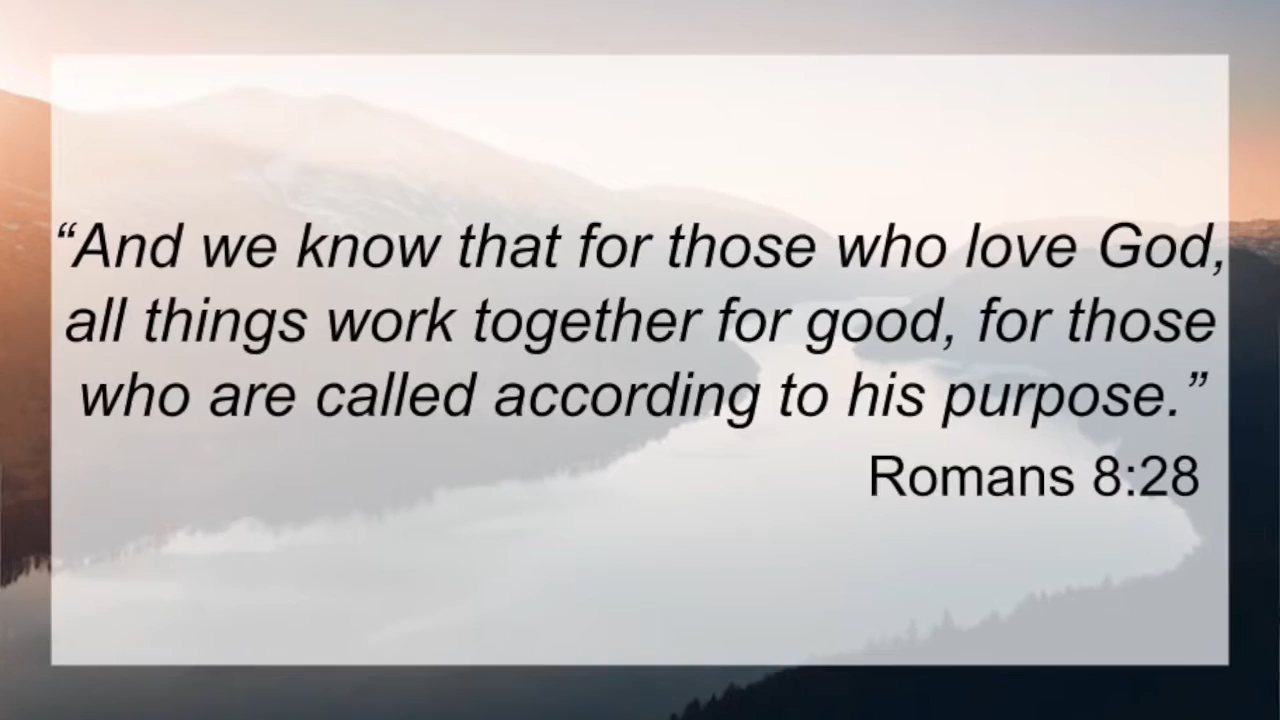 “And we know that for those who love God,
all things work together for good, for those
who are called according to his purpose.”
Romans 8:28